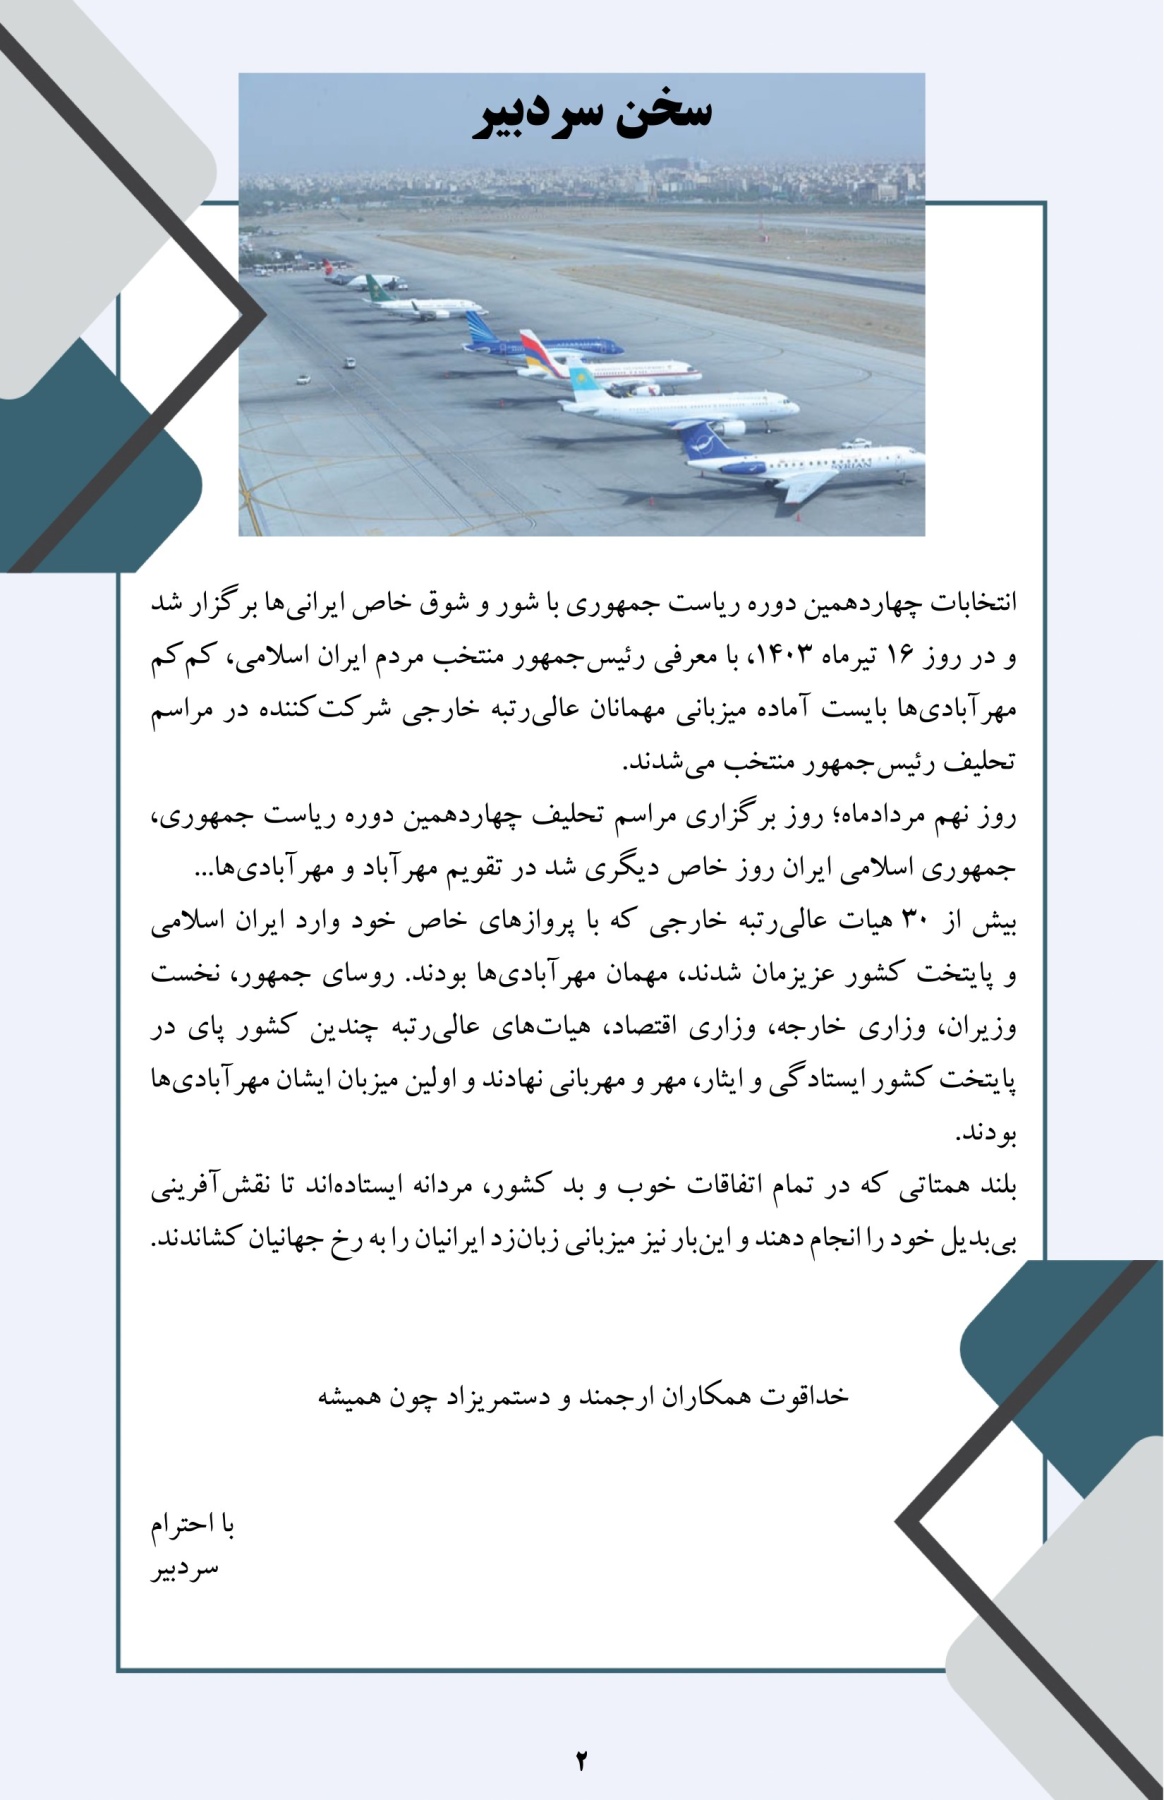 سخن سردبیر
SYRIAN
انتخابات چهاردهمین دوره ریاست جمهوری با شور و شوق خاص ایرانی‌ها برگزار شد
و در روز ۱۶ تیرماه ۱۴۰۳، با معرفی رئیس‌جمهور منتخب مردم ایران اسلامی، کم‌کم
مهرآبادی‌ها بایست آماده میزبانی مهمانان عالی‌رتبه خارجی شرکت‌کننده در مراسم
تحلیف رئیس‌جمهور منتخب می‌شدند.
روز نهم مردادماه؛ روز برگزاری مراسم تحلیف چهاردهمین دوره ریاست جمهوری،
جمهوری اسلامی ایران روز خاص دیگری شد در تقویم مهرآباد و مهرآبادی‌ها...
بیش از ۳۰ هیات عالی‌رتبه خارجی که با پروازهای خاص خود وارد ایران اسلامی
و پایتخت کشور عزیزمان شدند، مهمان مهرآبادی‌ها بودند. روسای جمهور، نخست
وزیران، وزاری خارجه، وزاری اقتصاد، هیات‌های عالی‌رتبه چندین کشور پای در
پایتخت کشور ایستادگی و ایثار، مهر و مهربانی نهادند و اولین میزبان ایشان مهرآبادی‌ها
بودند.
بلند همتاتی که در تمام اتفاقات خوب و بد کشور، مردانه ایستاده‌اند تا نقش‌آفرینی
بی‌بدیل خود را انجام دهند و این‌بار نیز میزبانی زبان‌زد ایرانیان را به رخ جهانیان کشاندند.
خداقوت همکاران ارجمند و دستمریزاد چون همیشه
با احترام
سردبیر
۲